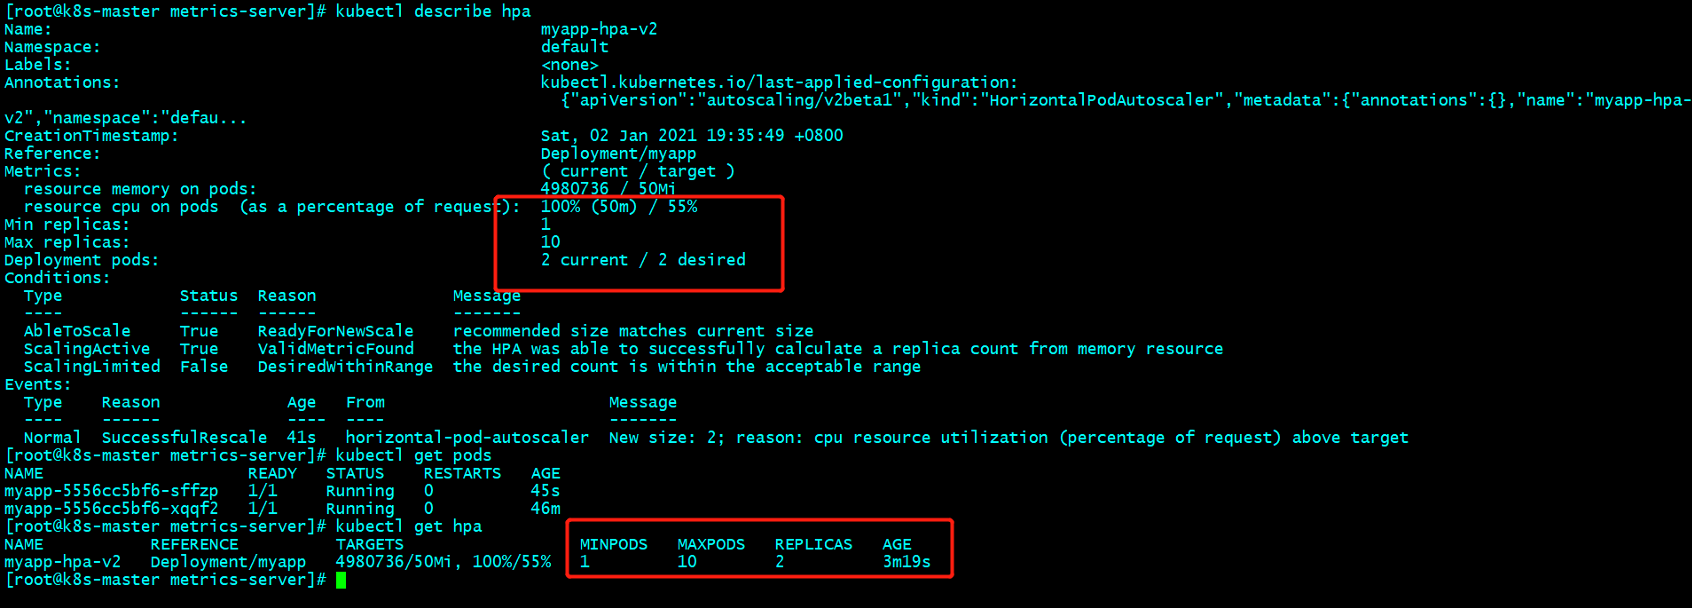 [root@k8s-master metrics-server]# kubectl describe hpa
Name: myapp-hpa-v2
Namespace: default
Labels: <none>
Annotations: kubectl.kubernetes.io/last-applied-configuration:
{"apiVersion":"autoscaling/v2beta1","kind":"HorizontalPodAutoscaler","metadata":{"annotations":{},"name":"myapp-hpa-
v2","namespace":"defau...
CreationTimestamp: Sat, 02 Jan 2021 19:35:49 +0800
Reference: Deployment/myapp
Metrics: ( current / target )
resource memory on pods: 4980736 / 50Mi
resource cpu on pods (as a percentage of request): 100% (50m) / 55%
Min replicas: 1
Max replicas: 10
Deployment pods: 2 current / 2 desired
Conditions:
Type Status Reason Message
---- ------ ------ -------
AbleToScale True ReadyForNewScale recommended size matches current size
ScalingActive True ValidMetricFound the HPA was able to successfully calculate a replica count from memory resource
ScalingLimited False DesiredWithinRange the desired count is within the acceptable range
Events:
Type Reason Age From Message
---- ------ ---- ---- -------
Normal SuccessfulRescale 41s horizontal-pod-autoscaler New size: 2; reason: cpu resource utilization (percentage of request) above target
[root@k8s-master metrics-server]# kubectl get pods
NAME READY STATUS RESTARTS AGE
myapp-5556cc5bf6-sffzp 1/1 Running 0 45s
myapp-5556cc5bf6-xqqf2 1/1 Running 0 46m
[root@k8s-master metrics-server]# kubectl get hpa
NAME REFERENCE TARGETS MINPODS MAXPODS REPLICAS AGE
myapp-hpa-v2 Deployment/myapp 4980736/50Mi, 100%/55% 1 10 2 3m19s
[root@k8s-master metrics-server]#